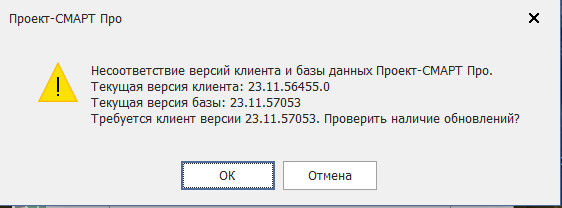 Проект-СМАРТ Про
Несоответствие версий клиента и базы данных Проект-СМАРТ Про.
Текущая версия клиента: 23.11.56455.0
Текущая версия базы: 23.11.57053
Требуется клиент версии 23.11.57053. Проверить наличие обновлений?
ОК
Отмена